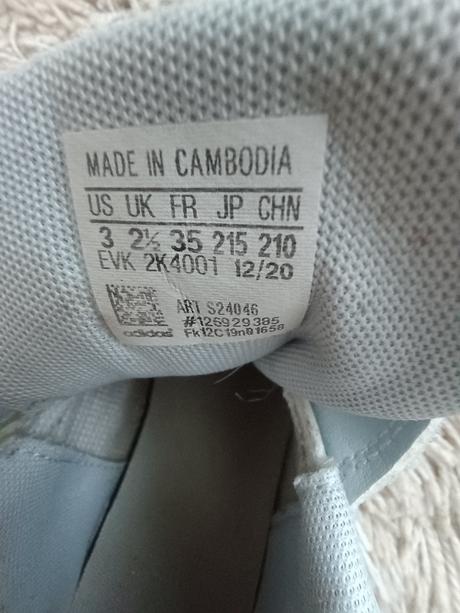 MADE IN CAMBODIA
US UK FR JP CHN
3 2½ 35 215 210
EVK 2K4001 12/20
ART S24046
#126929385
adidas Fk12C19n01658